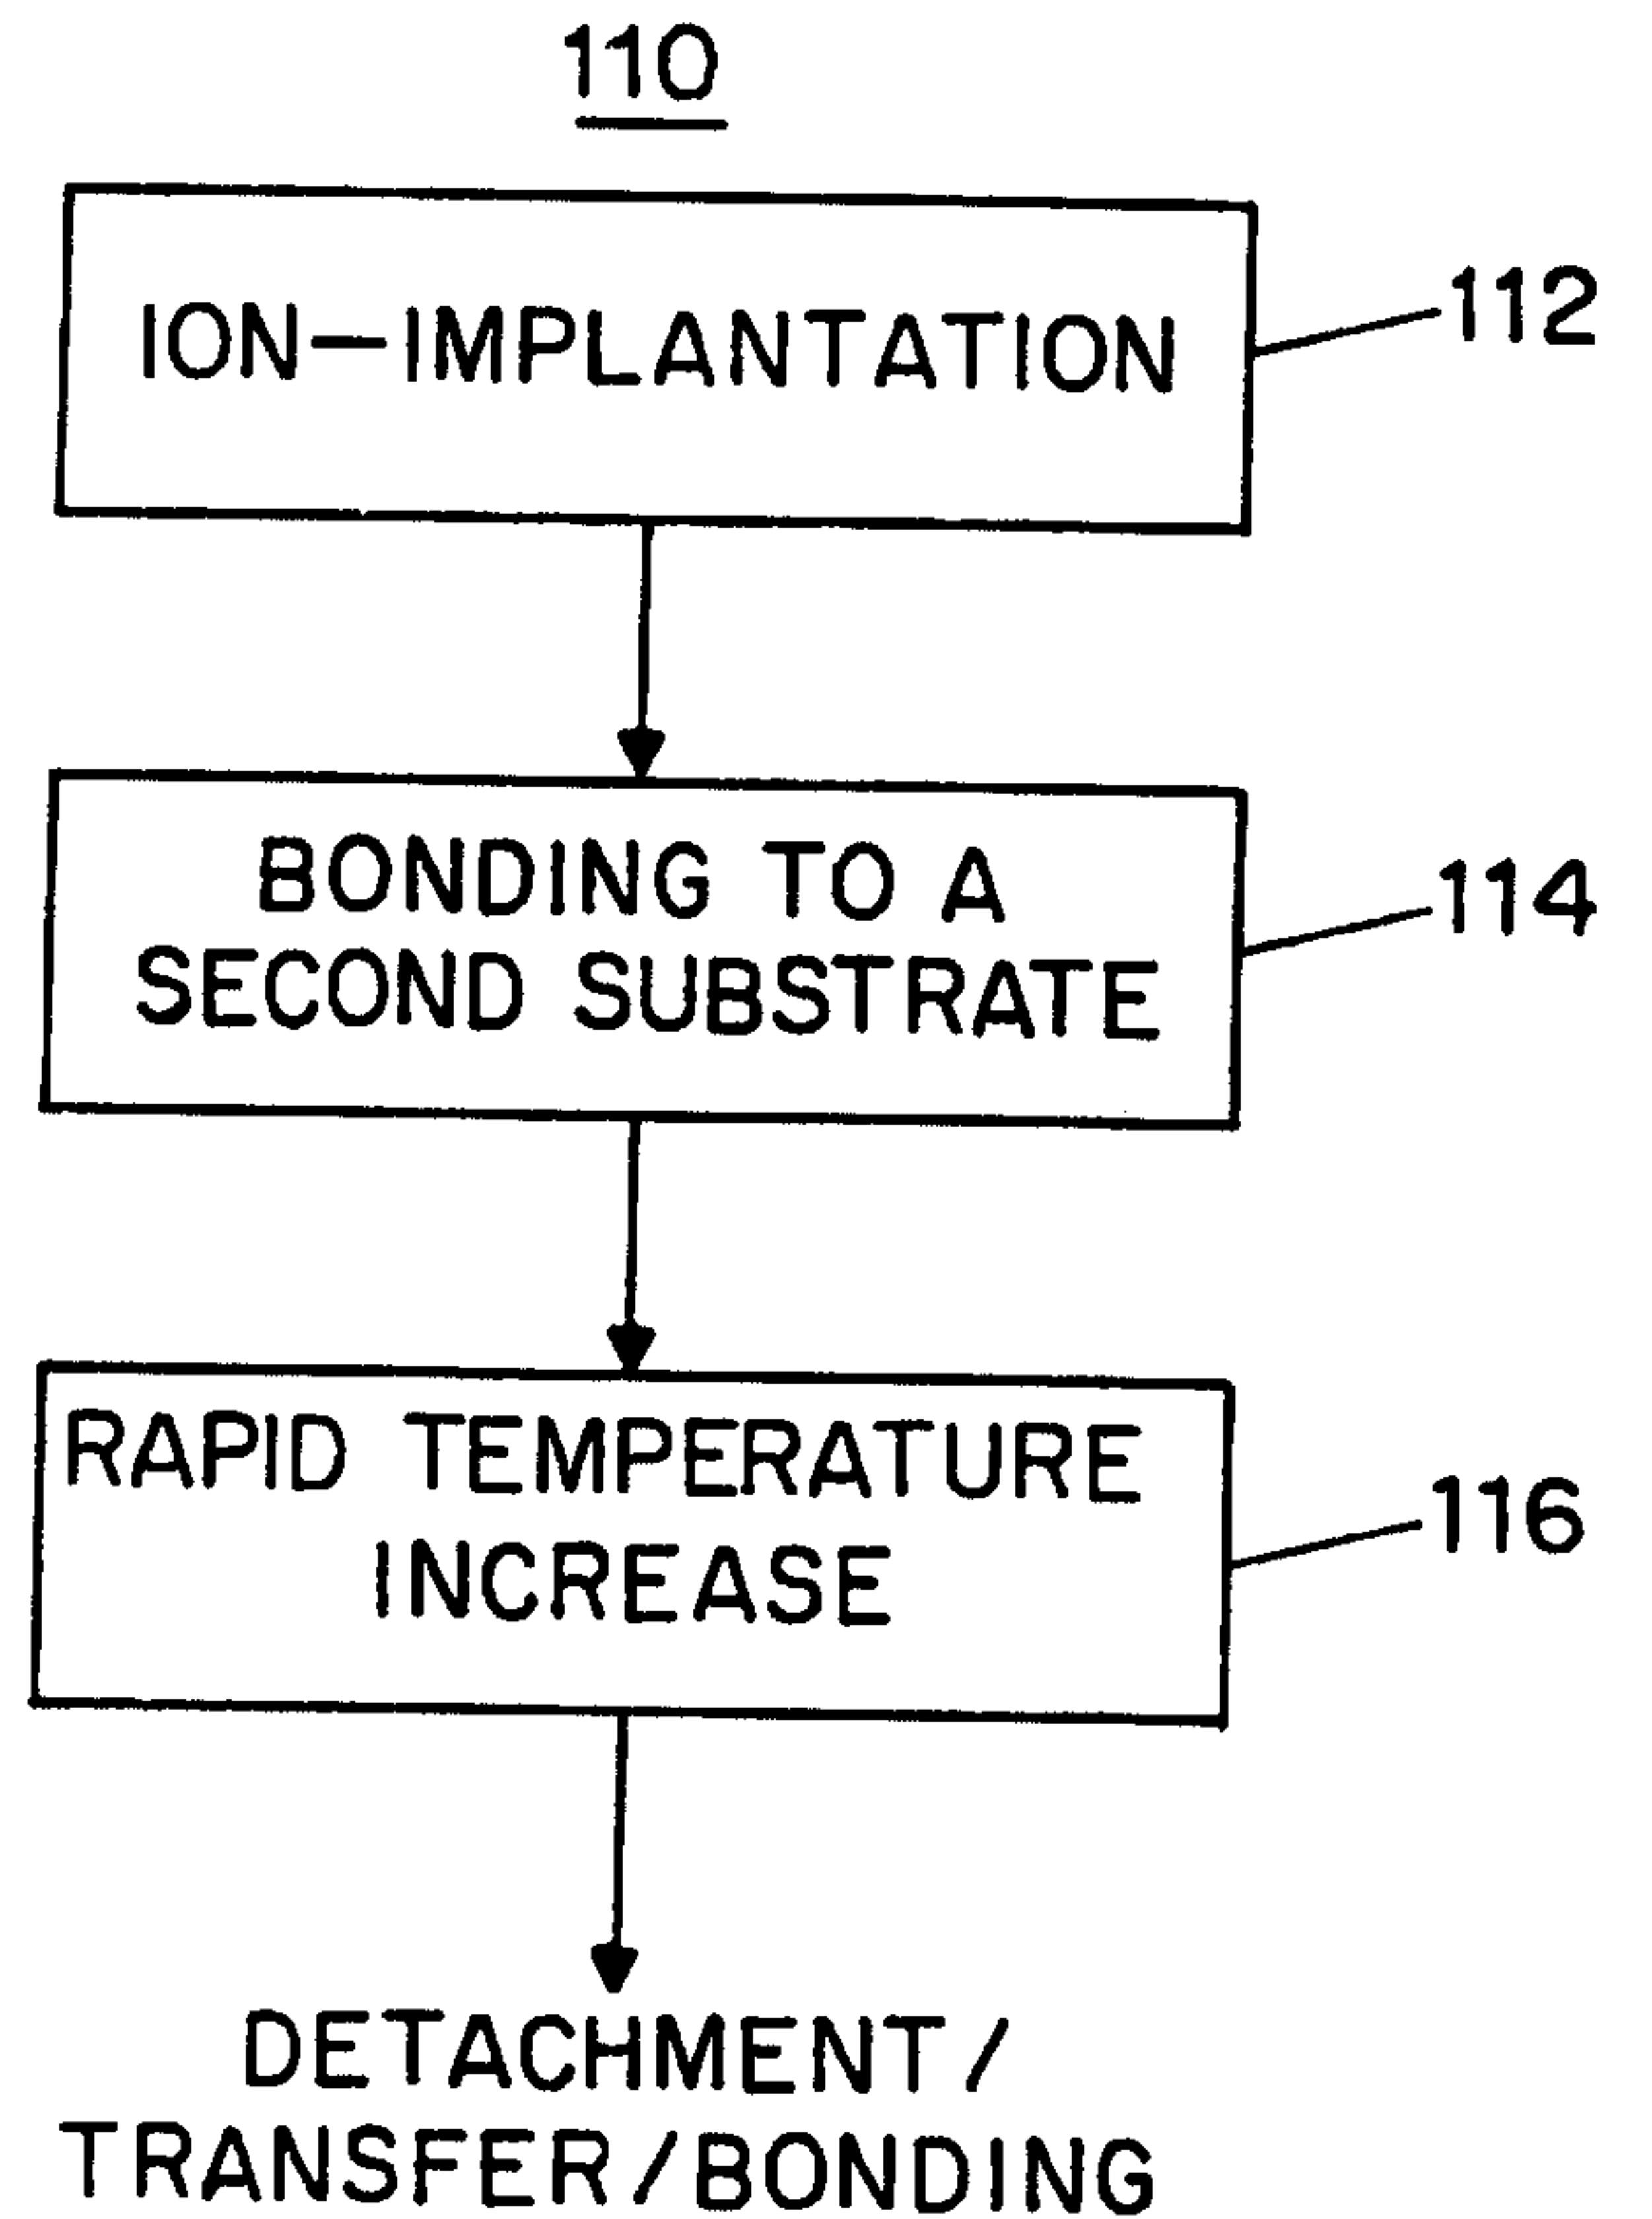 110
ION-IMPLANTATION
112
BONDING TO A
SECOND SUBSTRATE
114
RAPID TEMPERATURE
INCREASE
116
DETACHMENT/
TRANSFER/BONDING